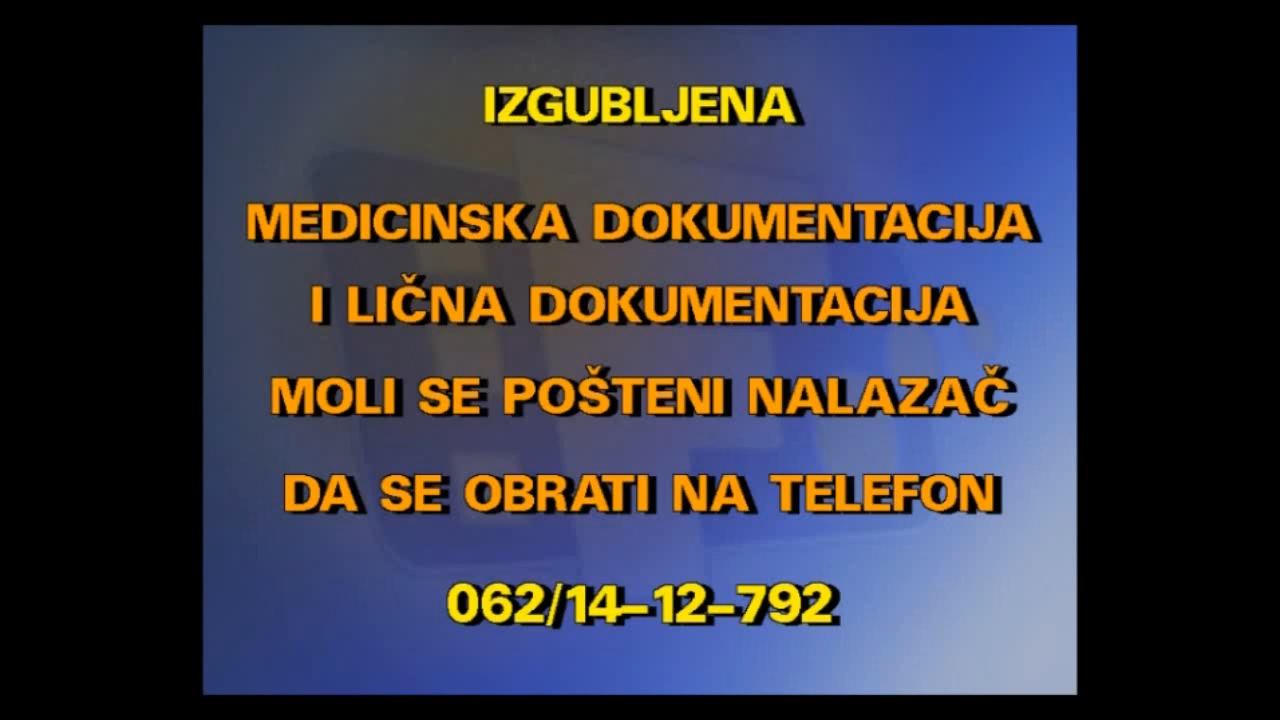 IZGUBLJENA
MEDICINSKA DOKUMENTACIJA
I LIČNA DOKUMENTACIJA
MOLI SE POŠTENI NALAZAČ
DA SE OBRATI NA TELEFON
062/14-12-792